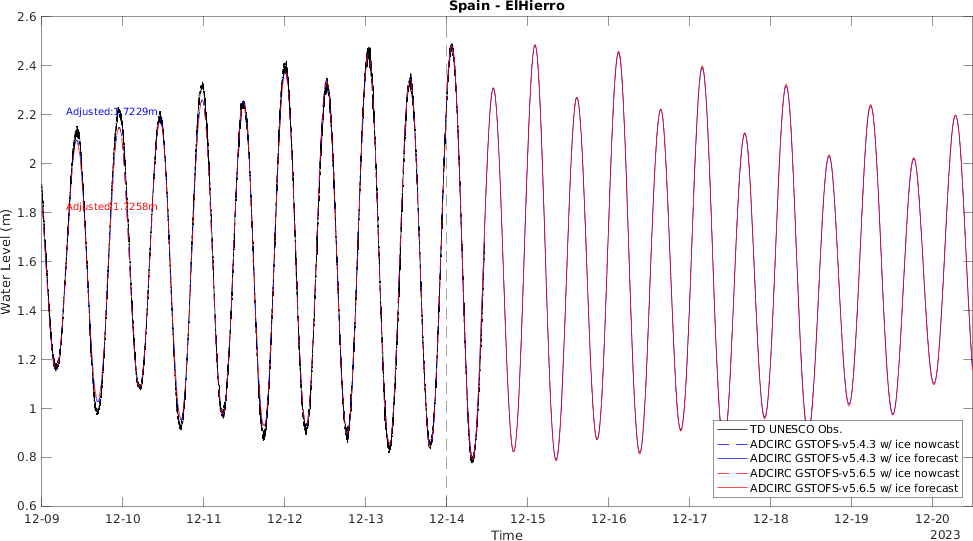 Spain - ElHierro
2.6
2.4
2.2
2
1.8
1.6
1.4
1.2
1
0.8
0.6
Water Level (m)
Adjusted:1.7229m
Adjusted:1.7258m
TD UNESCO Obs.
ADCIRC GSTOFS-v5.4.3 w/ ice nowcast
ADCIRC GSTOFS-v5.4.3 w/ ice forecast
ADCIRC GSTOFS-v5.6.5 w/ ice nowcast
ADCIRC GSTOFS-v5.6.5 w/ ice forecast
12-09 12-10 12-11 12-12 12-13 12-14 12-15 12-16 12-17 12-18 12-19 12-20
Time
2023